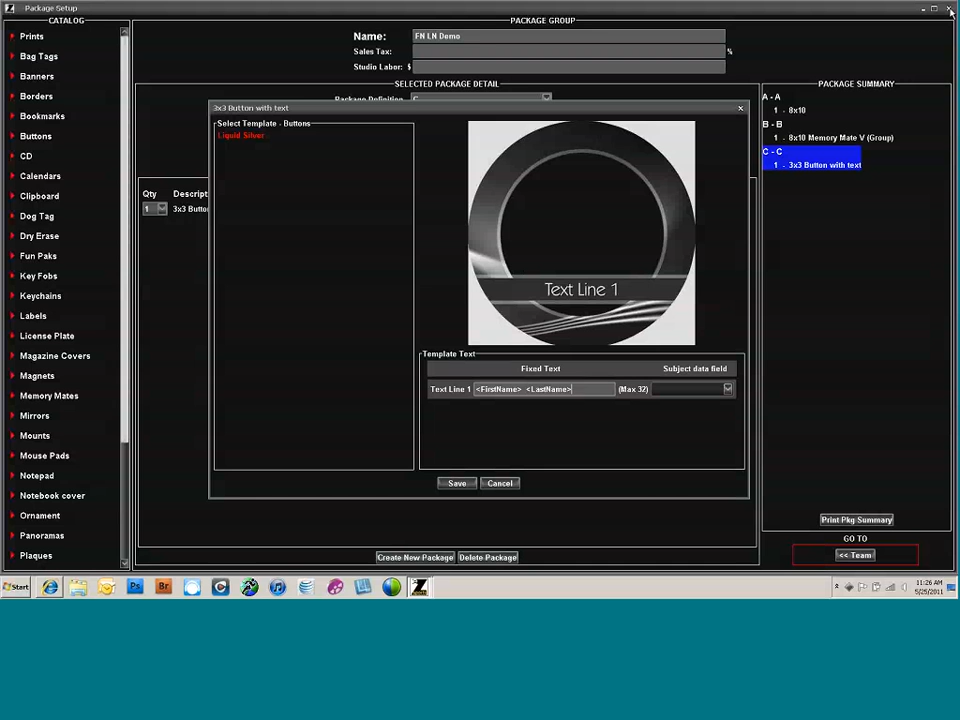 Package Setup
CATALOG
Prints
Bag Tags
Banners
Borders
Bookmarks
Buttons
CD
Calendars
Clipboard
Dog Tag
Dry Erase
Fun Paks
Key Fobs
Keychains
Labels
License Plate
Magazine Covers
Magnets
Memory Mates
Mirrors
Mounts
Mouse Pads
Notepad
Notebook cover
Ornament
Panoramas
Plaques
PACKAGE GROUP
Name: FN LN Demo
Sales Tax: %
Studio Labor: $
SELECTED PACKAGE DETAIL
Package Definition C
Qty Descript
1 3x3 Butto
3x3 Button with text
Select Template - Buttons
Liquid Silver
Text Line 1
Template Text
Fixed Text Subject data field
Text Line 1 <FirstName> <LastName> (Max 32)
Save Cancel
Create New Package Delete Package
PACKAGE SUMMARY
A - A
1 - 8x10
B - B
1 - 8x10 Memory Mate V (Group)
C - C
1 - 3x3 Button with text
Print Pkg Summary
GO TO
<< Team
Start
Ps
Br
11:26 AM
5/25/2011